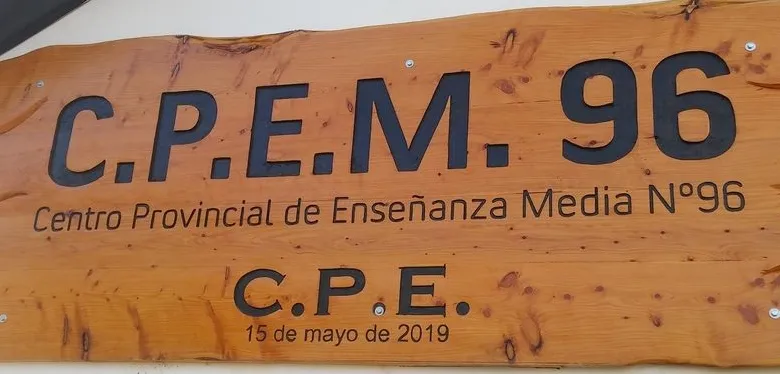 C.P.E.M. 96
Centro Provincial de Enseñanza Media N°96
C.P.E.
15 de mayo de 2019